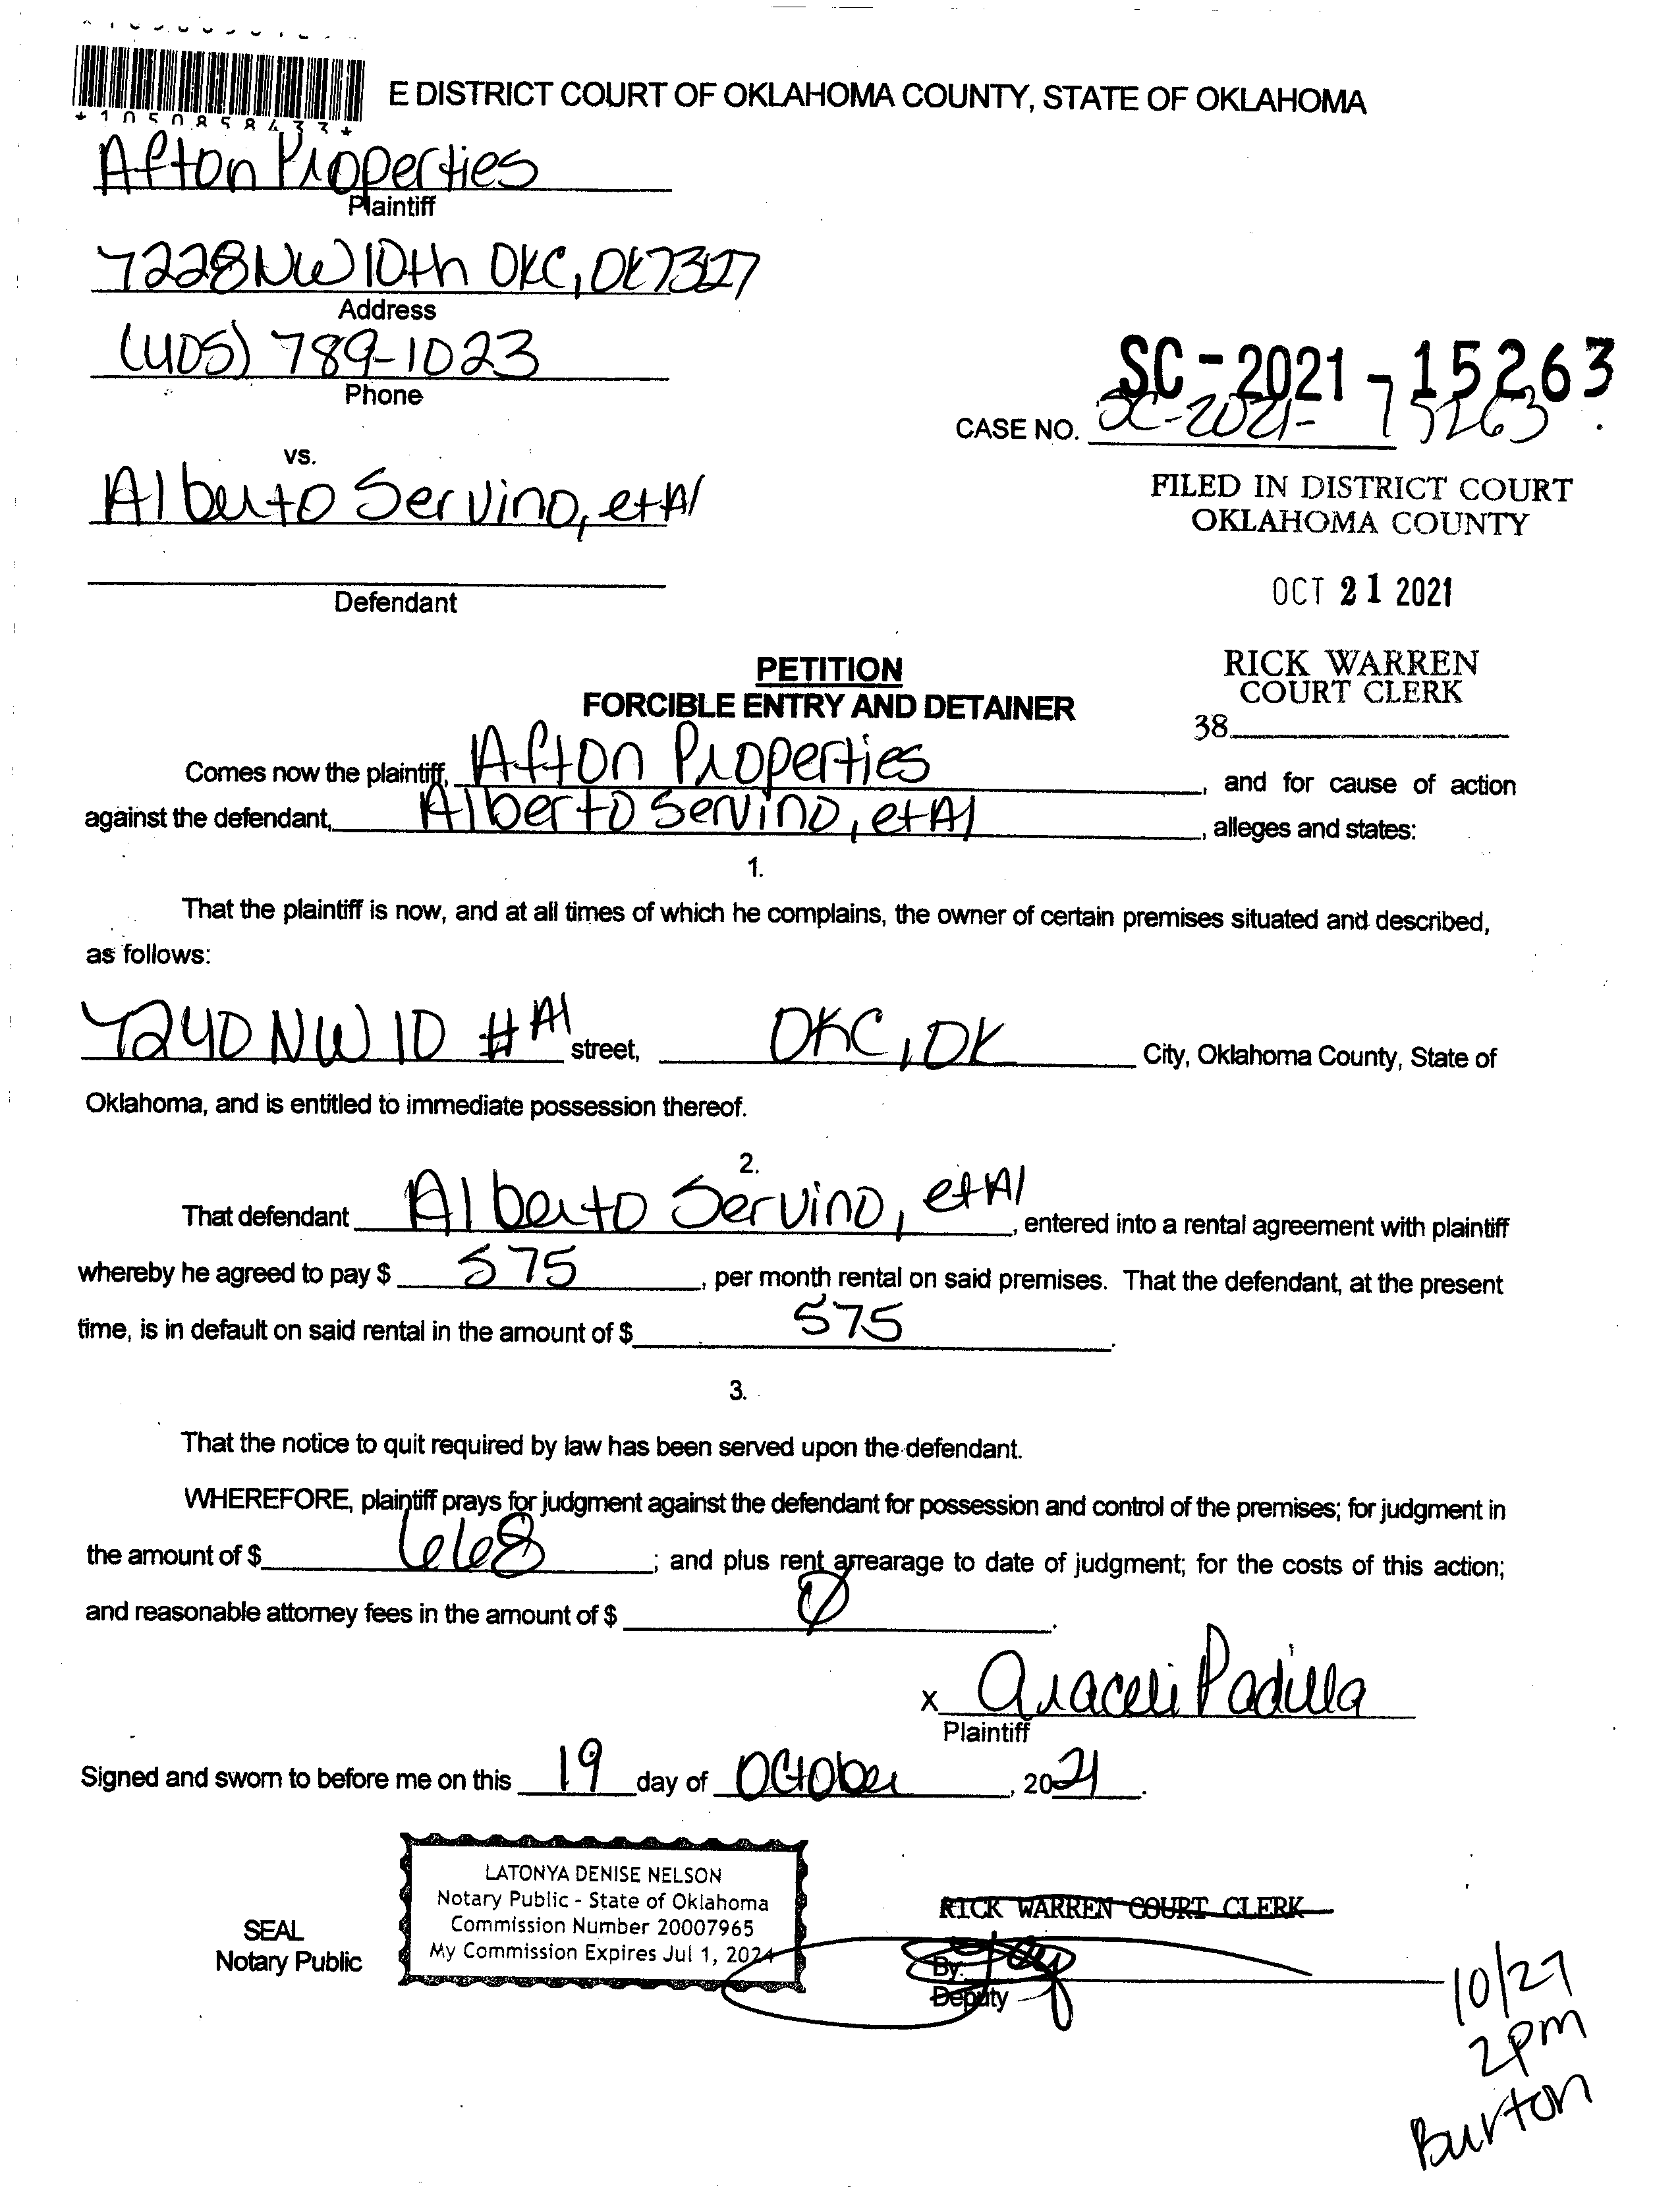 E DISTRICT COURT OF OKLAHOMA COUNTY, STATE OF OKLAHOMA
*1050858433*
Afton Properties
Plaintiff
7228 NW 10th OKC, OK 73127
Address
(405) 789-1023
Phone
SC-2021-15263
CASE NO. SC-2021-15263
vs.
Alberto Servino, et Al
FILED IN DISTRICT COURT
OKLAHOMA COUNTY
Defendant
OCT 21 2021
PETITION
FORCIBLE ENTRY AND DETAINER
RICK WARREN
COURT CLERK
38
Comes now the plaintiff, Afton Properties, and for cause of action
against the defendant, Alberto Servino, et Al, alleges and states:
1.
That the plaintiff is now, and at all times of which he complains, the owner of certain premises situated and described,
as follows:
7240 NW 10 #A1 street, OKC, OK City, Oklahoma County, State of
Oklahoma, and is entitled to immediate possession thereof.
2.
That defendant Alberto Servino, et Al, entered into a rental agreement with plaintiff
whereby he agreed to pay $ 575, per month rental on said premises. That the defendant, at the present
time, is in default on said rental in the amount of $ 575.
3.
That the notice to quit required by law has been served upon the defendant.
WHEREFORE, plaintiff prays for judgment against the defendant for possession and control of the premises; for judgment in
the amount of $ 668; and plus rent arrearage to date of judgment; for the costs of this action;
and reasonable attorney fees in the amount of $ 0.
x Araceli Padilla
Plaintiff
Signed and sworn to before me on this 19 day of October, 2021.
LATONYA DENISE NELSON
Notary Public - State of Oklahoma
Commission Number 20007965
My Commission Expires Jul 1, 2024
SEAL
Notary Public
RICK WARREN COURT CLERK
By:
Deputy
10/27
2pm
Burton